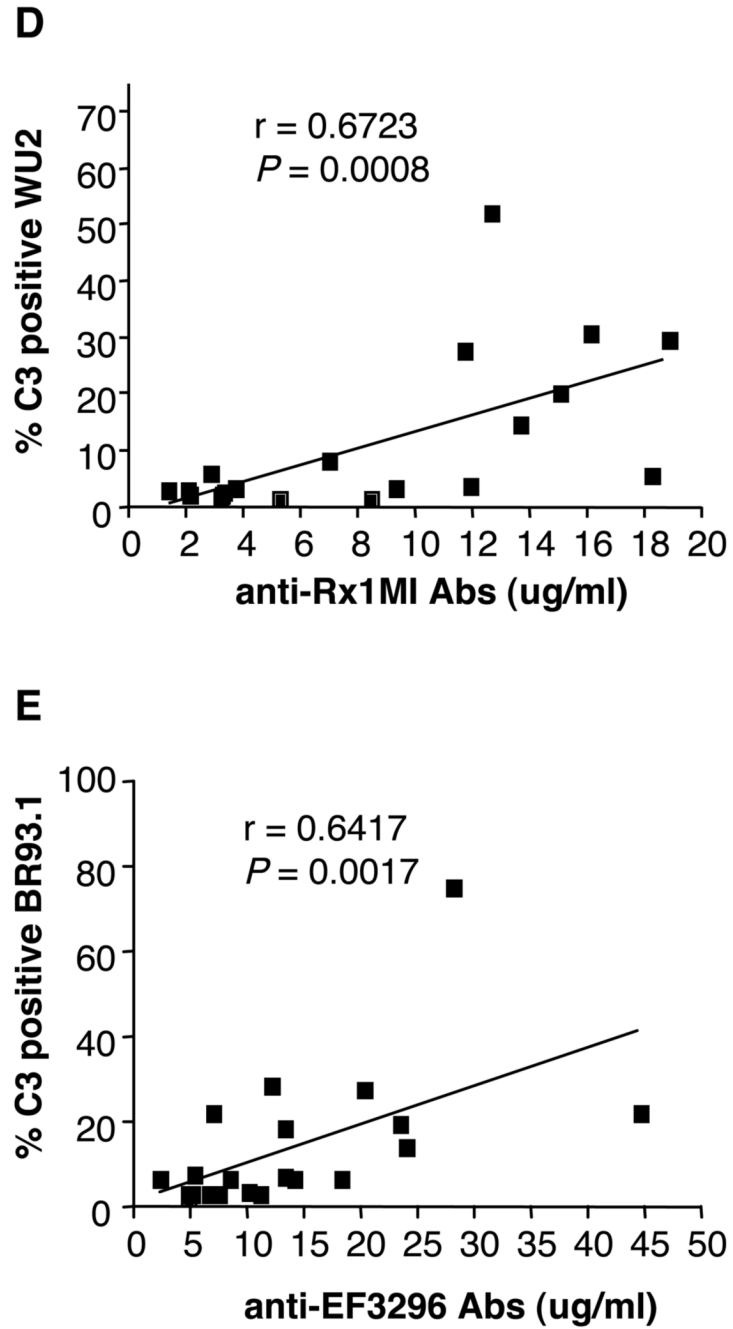 D
r = 0.6723
P = 0.0008
% C3 positive WU2
70
60
50
40
30
20
10
0
0 2 4 6 8 10 12 14 16 18 20
anti-Rx1MI Abs (ug/ml)
E
r = 0.6417
P = 0.0017
% C3 positive BR93.1
100
80
60
40
20
0
0 5 10 15 20 25 30 35 40 45 50
anti-EF3296 Abs (ug/ml)